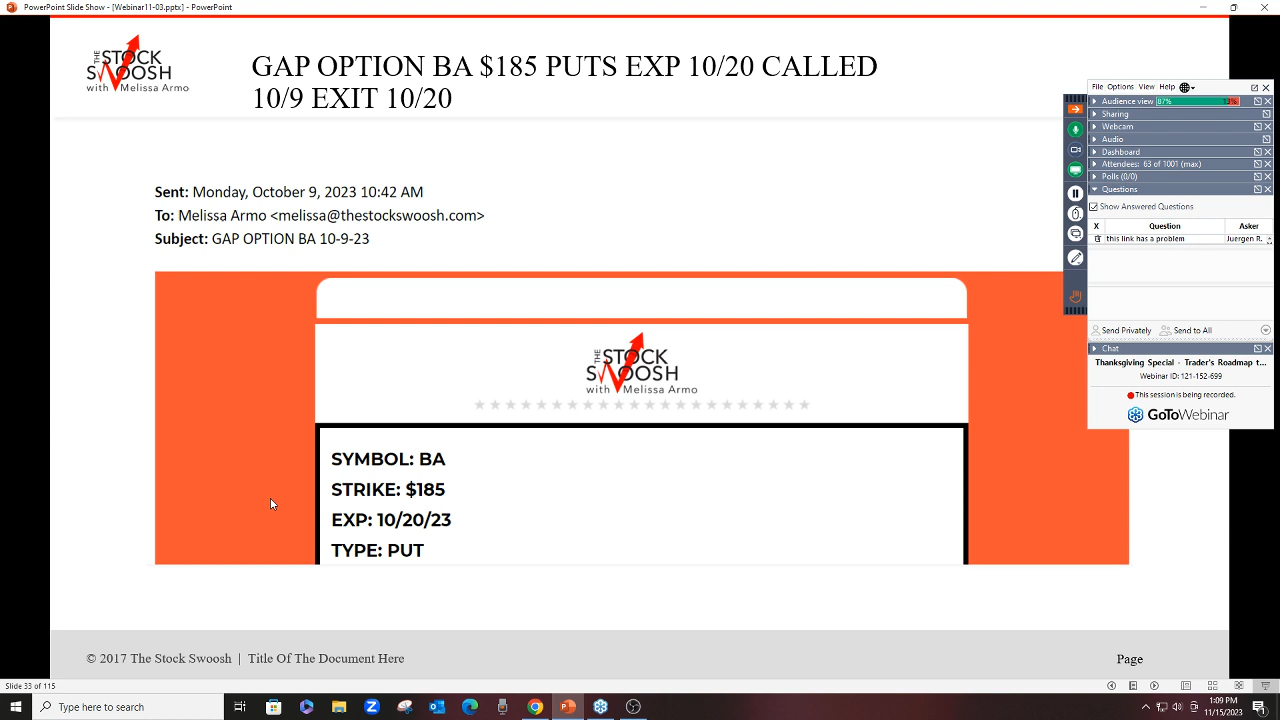 PowerPoint Slide Show - [Webinar11-03.pptx] - PowerPoint
THE
STOCK
SWOOSH
with Melissa Armo
GAP OPTION BA $185 PUTS EXP 10/20 CALLED
10/9 EXIT 10/20
Sent: Monday, October 9, 2023 10:42 AM
To: Melissa Armo <melissa@thestockswoosh.com>
Subject: GAP OPTION BA 10-9-23
THE
STOCK
SWOOSH
with Melissa Armo
SYMBOL: BA
STRIKE: $185
EXP: 10/20/23
TYPE: PUT
© 2017 The Stock Swoosh | Title Of The Document Here
Page
File Options View Help
Audience view 87% 13%
Sharing
Webcam
Audio
Dashboard
Attendees: 63 of 1001 (max)
Polls (0/0)
Questions
Show Answered Questions
X Question Asker
this link has a problem Juergen R.
Send Privately Send to All
Chat
Thanksgiving Special - Trader's Roadmap t...
Webinar ID: 121-152-699
This session is being recorded.
GoToWebinar
Slide 33 of 115
Type here to search
1:09 PM
11/15/2023